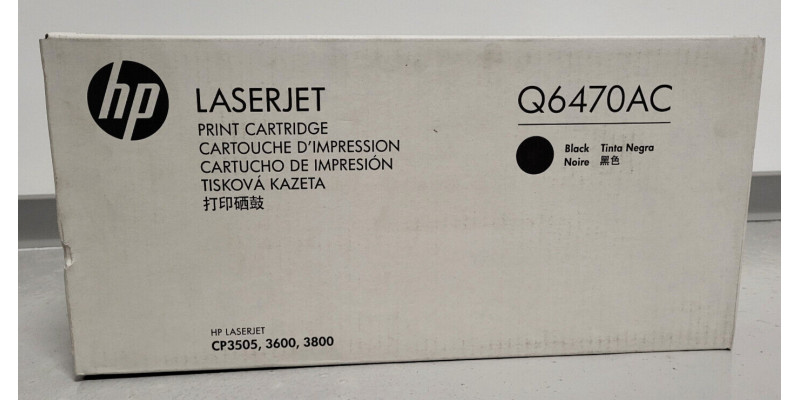 hp
LASERJET
PRINT CARTRIDGE
CARTOUCHE D'IMPRESSION
CARTUCHO DE IMPRESIÓN
TISKOVÁ KAZETA
打印硒鼓
Q6470AC
Black Tinta Negra
Noire 黑色
HP LASERJET
CP3505, 3600, 3800